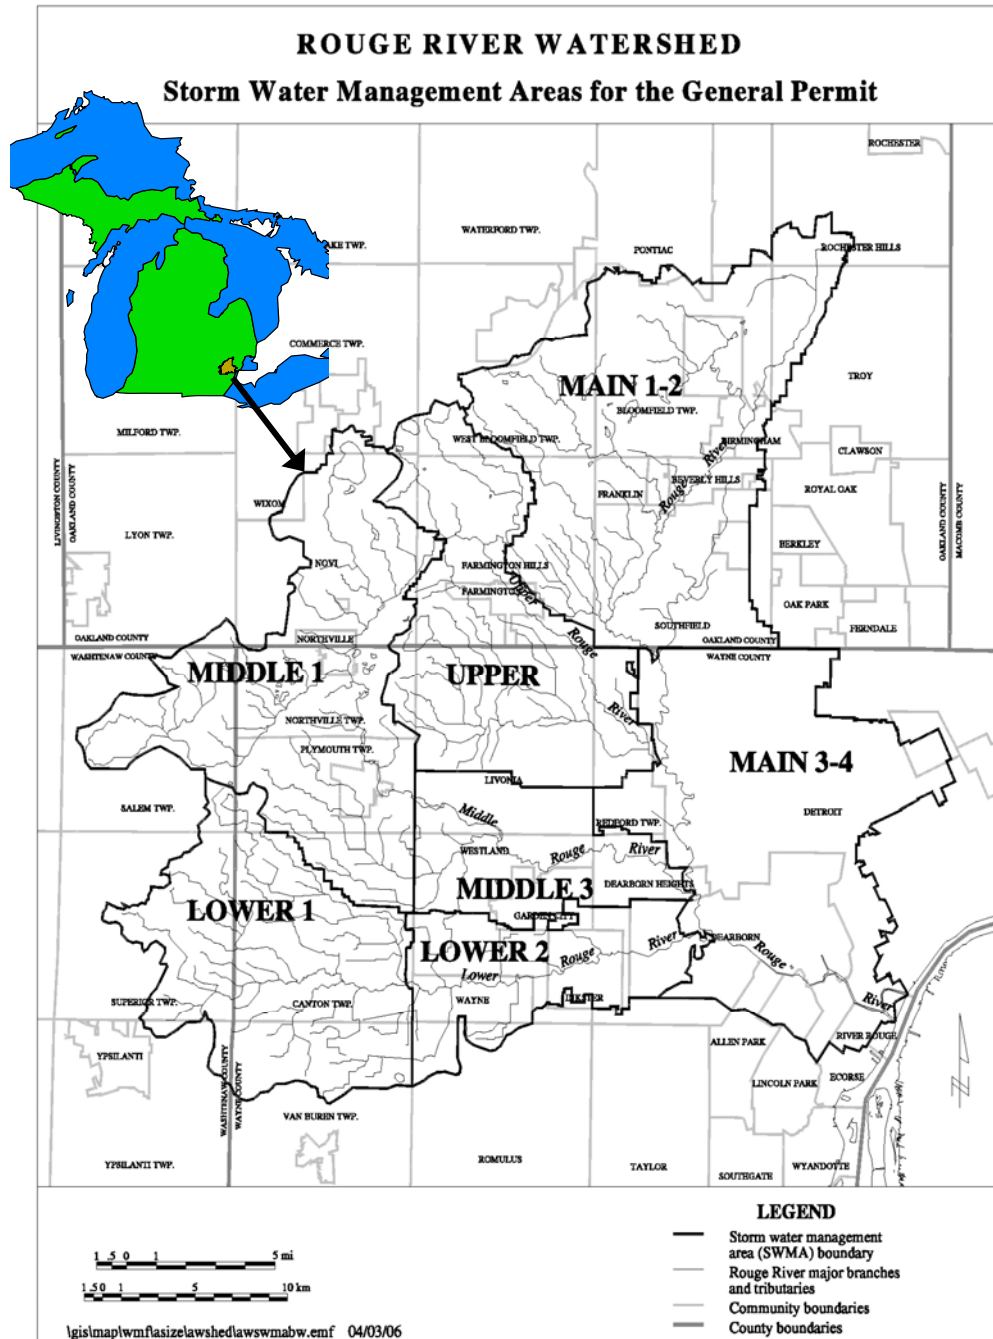 ROUGE RIVER WATERSHED
Storm Water Management Areas for the General Permit
ROCHESTER
WATERFORD TWP.
PONTIAC
ROCHESTER HILLS
AKE TWP.
COMMERCE TWP.
MAIN 1-2
TROY
BLOOMFIELD TWP.
MILFORD TWP.
WEST BLOOMFIELD TWP.
BIRMINGHAM
CLAWSON
River
BEVERLY HILLS
FRANKLIN
Rouge
ROYAL OAK
WIXOM
LIVINGSTON COUNTY
OAKLAND COUNTY
OAKLAND COUNTY
MACOMB COUNTY
LYON TWP.
BERKLEY
NOVI
FARMINGTON HILLS
FARMINGTON
Upper
OAK PARK
SOUTHFIELD
FERNDALE
OAKLAND COUNTY
NORTHVILLE
Rouge
OAKLAND COUNTY
WASHTENAW COUNTY
WAYNE COUNTY
MIDDLE 1
UPPER
River
NORTHVILLE TWP.
PLYMOUTH TWP.
MAIN 3-4
LIVONIA
SALEM TWP.
Middle
REDFORD TWP.
DETROIT
WESTLAND
Rouge
River
MIDDLE 3
DEARBORN HEIGHTS
LOWER 1
GARDEN CITY
LOWER 2
River
DEARBORN
Rouge
Rouge
Lower
SUPERIOR TWP.
CANTON TWP.
WAYNE
INKSTER
River
YPSILANTI
ALLEN PARK
RIVER ROUGE
WASHTENAW COUNTY
WAYNE COUNTY
LINCOLN PARK
ECORSE
VAN BUREN TWP.
YPSILANTI TWP.
ROMULUS
TAYLOR
WYANDOTTE
SOUTHGATE
LEGEND
Storm water management
area (SWMA) boundary
Rouge River major branches
and tributaries
Community boundaries
County boundaries
1 .5 0 1 5 mi
1 .5 0 1 5 10 km
\gis\map\wmf\asize\awshed\awswmabw.emf 04/03/06